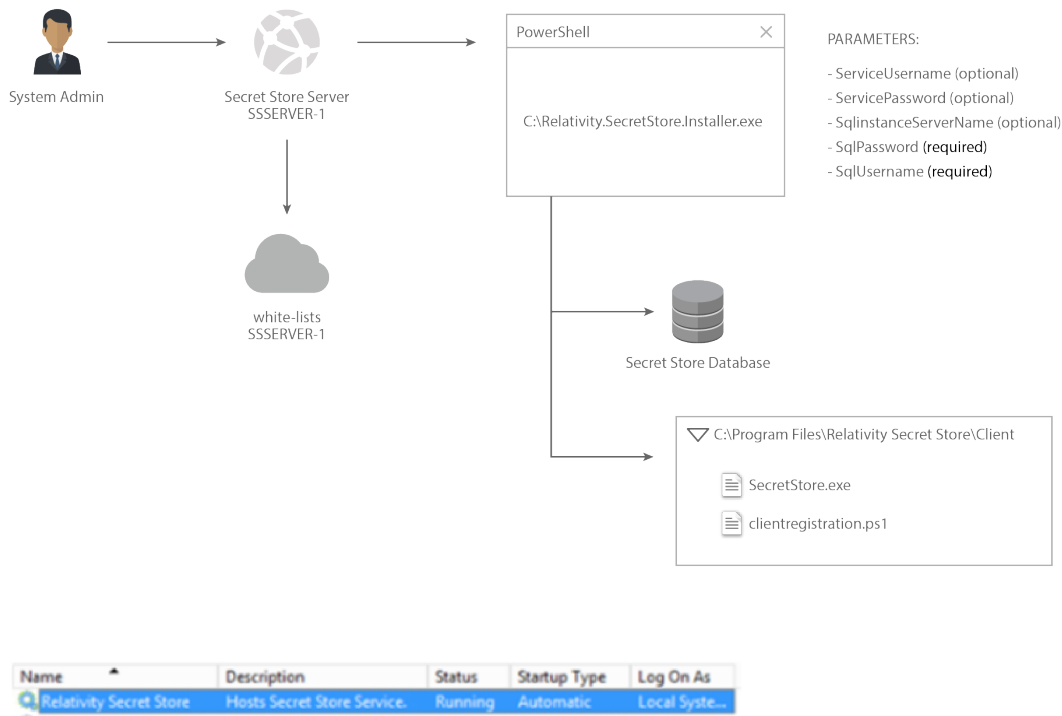 System Admin
Secret Store Server
SSSERVER-1
white-lists
SSSERVER-1
PowerShell
C:\Relativity.SecretStore.Installer.exe
PARAMETERS:
- ServiceUsername (optional)
- ServicePassword (optional)
- SqlinstanceServerName (optional)
- SqlPassword (required)
- SqlUsername (required)
Secret Store Database
C:\Program Files\Relativity Secret Store\Client
SecretStore.exe
clientregistration.ps1
Name Description Status Startup Type Log On As
Relativity Secret Store Hosts Secret Store Service. Running Automatic Local Syste...